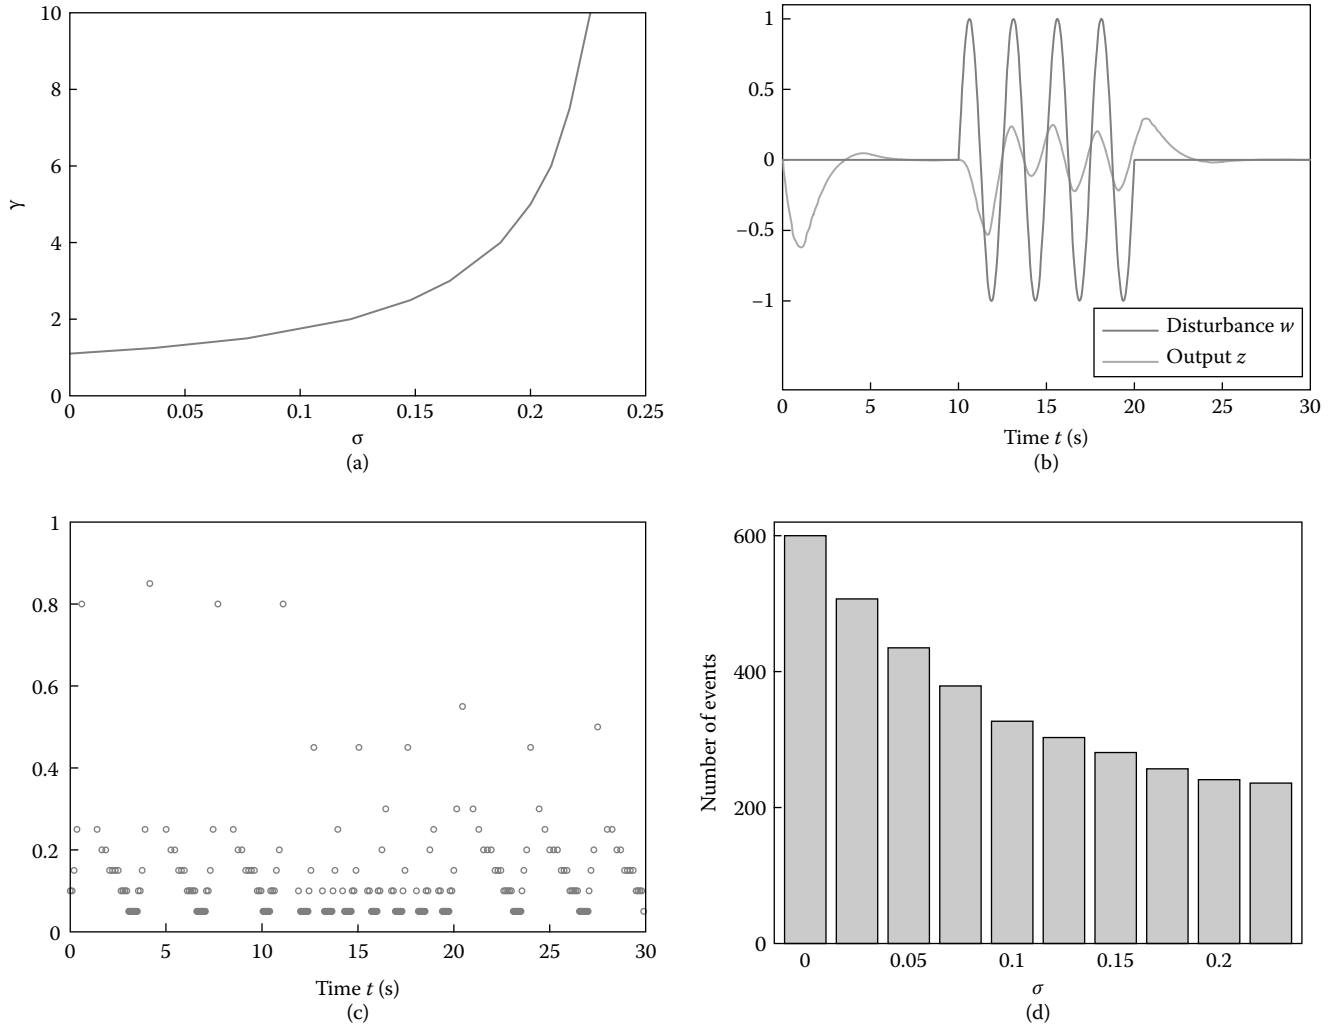 10
8
6
4
2
0
γ
0 0.05 0.1 0.15 0.2 0.25
σ
(a)
1
0.5
0
−0.5
−1
Disturbance w
Output z
0 5 10 15 20 25 30
Time t (s)
(b)
1
0.8
0.6
0.4
0.2
0
0 5 10 15 20 25 30
Time t (s)
(c)
600
400
200
0
Number of events
0 0.05 0.1 0.15 0.2
σ
(d)